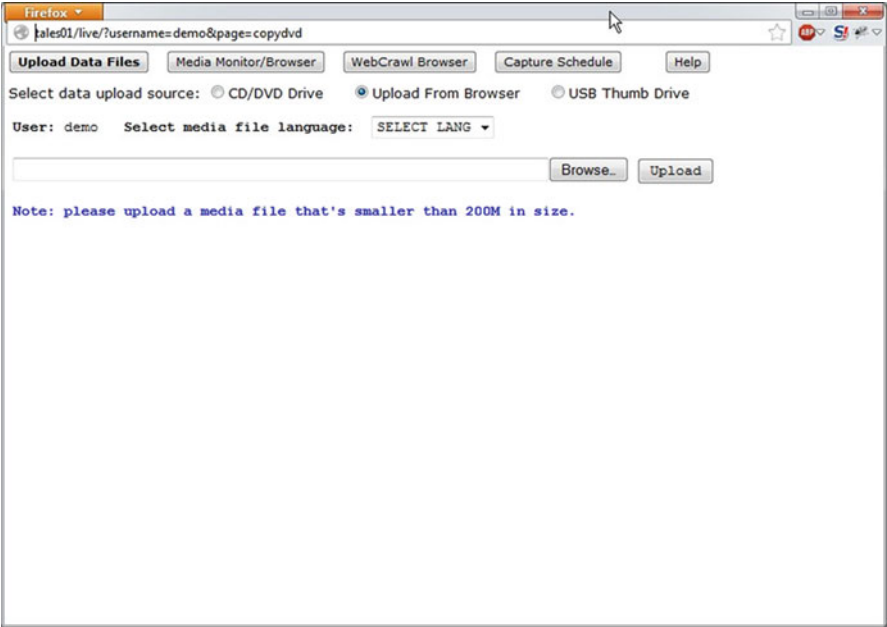 Firefox
tales01/live/?username=demo&page=copydvd
Upload Data Files Media Monitor/Browser WebCrawl Browser Capture Schedule Help
Select data upload source: CD/DVD Drive Upload From Browser USB Thumb Drive
User: demo Select media file language: SELECT LANG
Browse… Upload
Note: please upload a media file that's smaller than 200M in size.